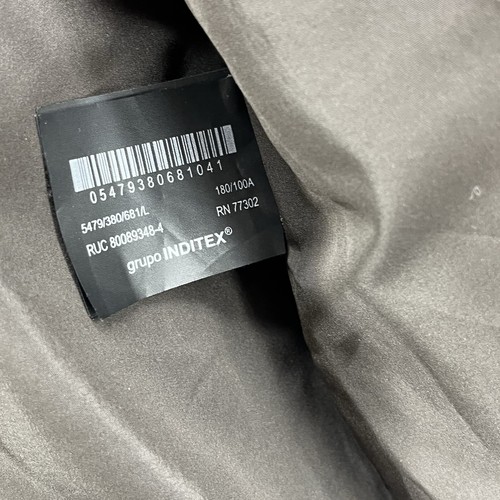 05479380681041
180/100A
5479/380/681/L
RN 77302
RUC 80089348-4
grupo INDITEX®